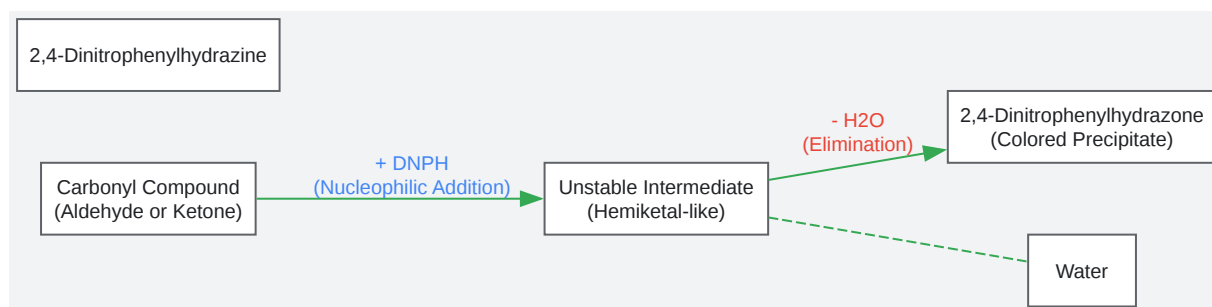 2,4-Dinitrophenylhydrazine
Carbonyl Compound
(Aldehyde or Ketone)
+ DNPH
(Nucleophilic Addition)
Unstable Intermediate
(Hemiketal-like)
- H2O
(Elimination)
2,4-Dinitrophenylhydrazone
(Colored Precipitate)
Water